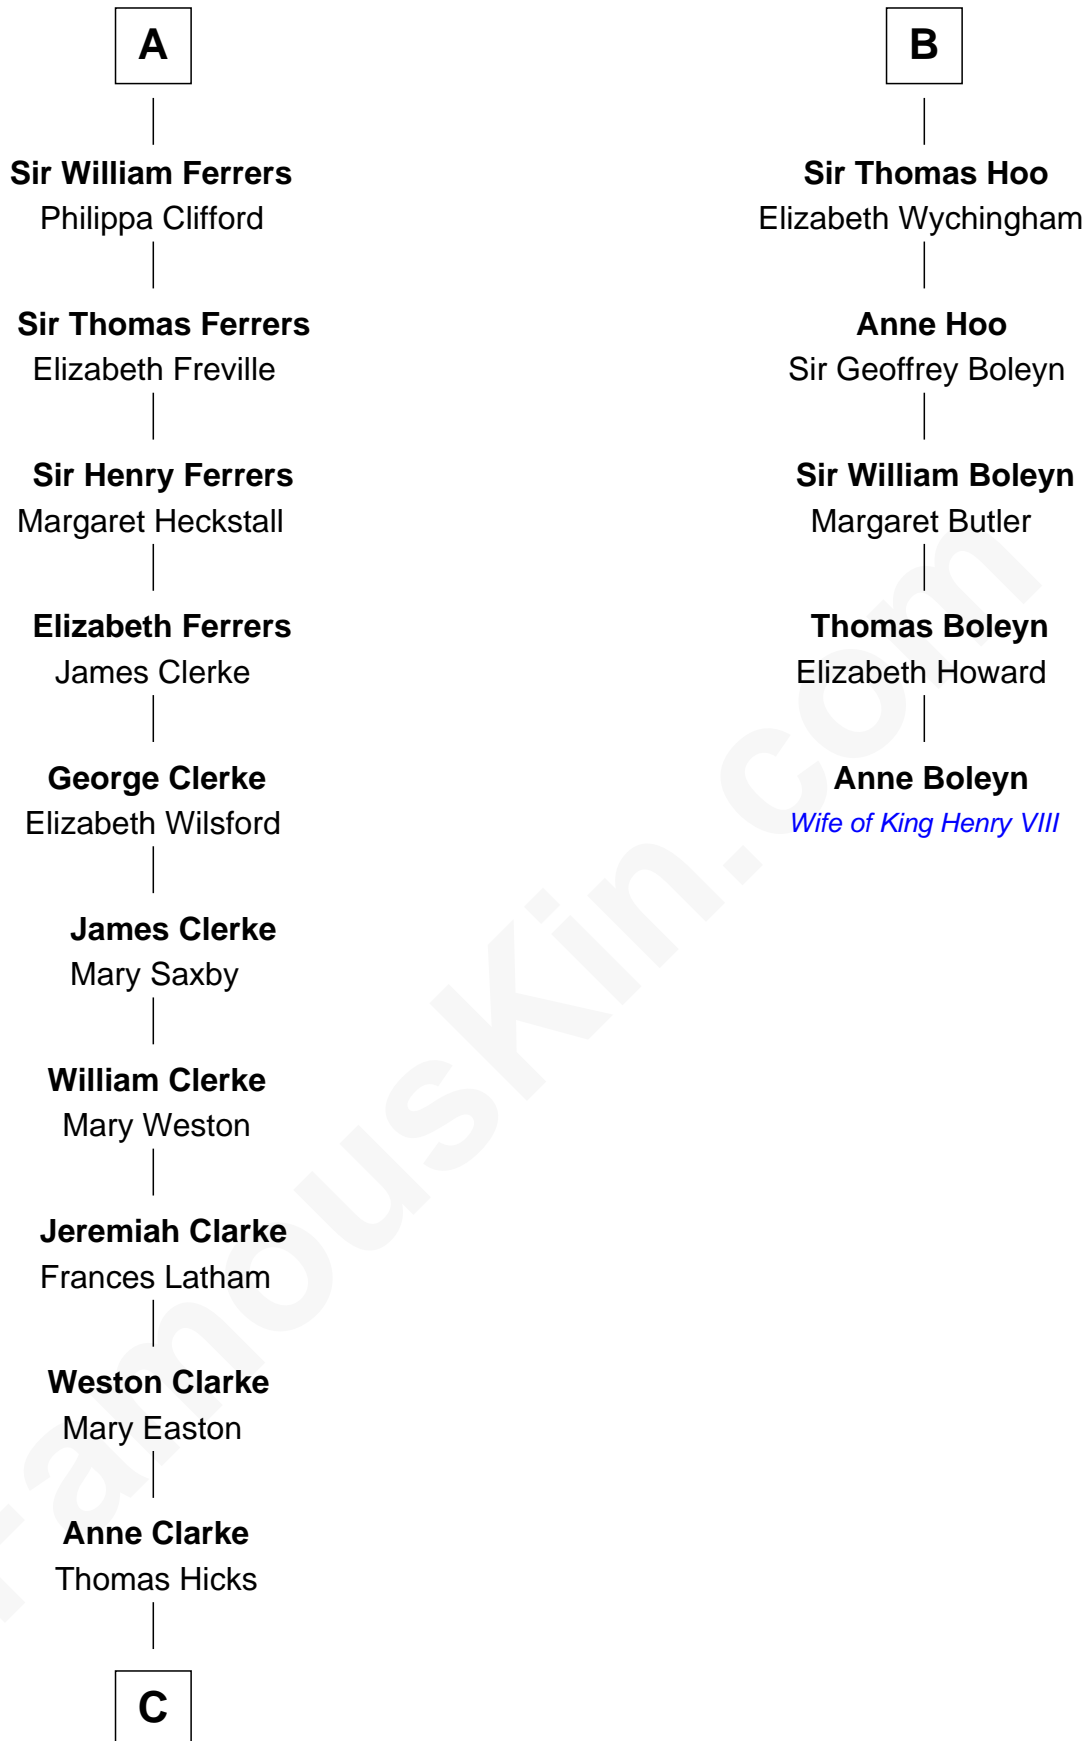 A
Sir William Ferrers
Philippa Clifford
Sir Thomas Ferrers
Elizabeth Freville
Sir Henry Ferrers
Margaret Heckstall
Elizabeth Ferrers
James Clerke
George Clerke
Elizabeth Wilsford
James Clerke
Mary Saxby
William Clerke
Mary Weston
Jeremiah Clarke
Frances Latham
Weston Clarke
Mary Easton
Anne Clarke
Thomas Hicks
C
B
Sir Thomas Hoo
Elizabeth Wychingham
Anne Hoo
Sir Geoffrey Boleyn
Sir William Boleyn
Margaret Butler
Thomas Boleyn
Elizabeth Howard
Anne Boleyn
Wife of King Henry VIII
FamousKin.com